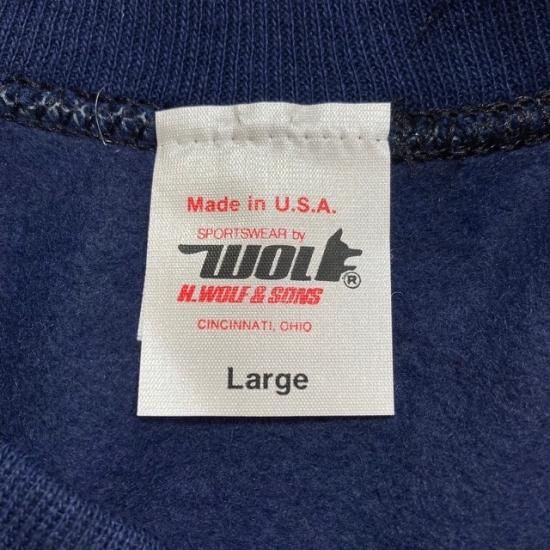 Made in U.S.A.
SPORTSWEAR by
WOLF ®
H.WOLF & SONS
CINCINNATI, OHIO
Large